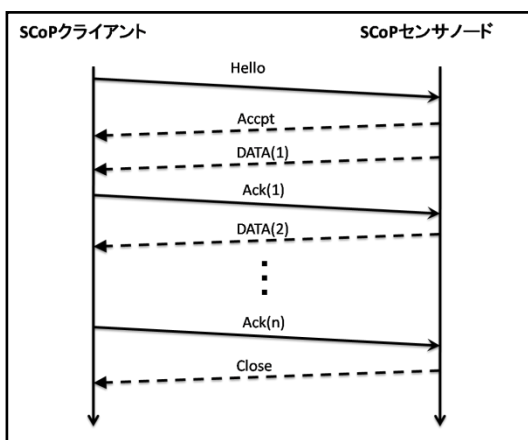 SCoPクライアント
SCoPセンサノード
Hello
Accpt
DATA(1)
Ack(1)
DATA(2)
Ack(n)
Close